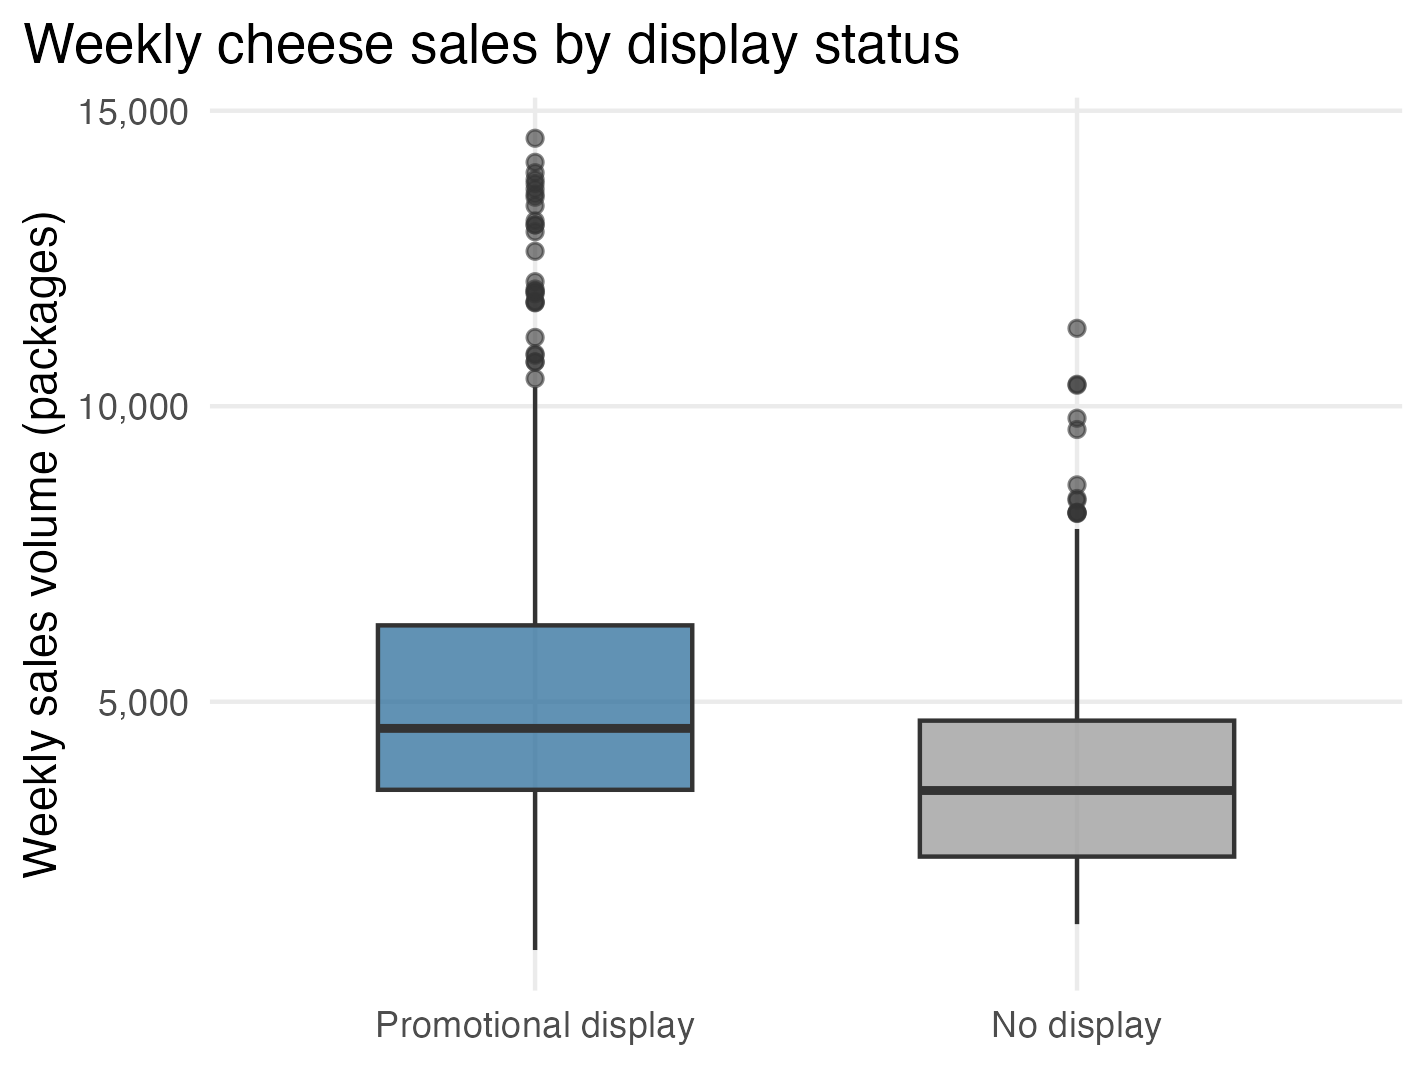 Weekly cheese sales by display status
Weekly sales volume (packages)
15,000
10,000
5,000
Promotional display
No display